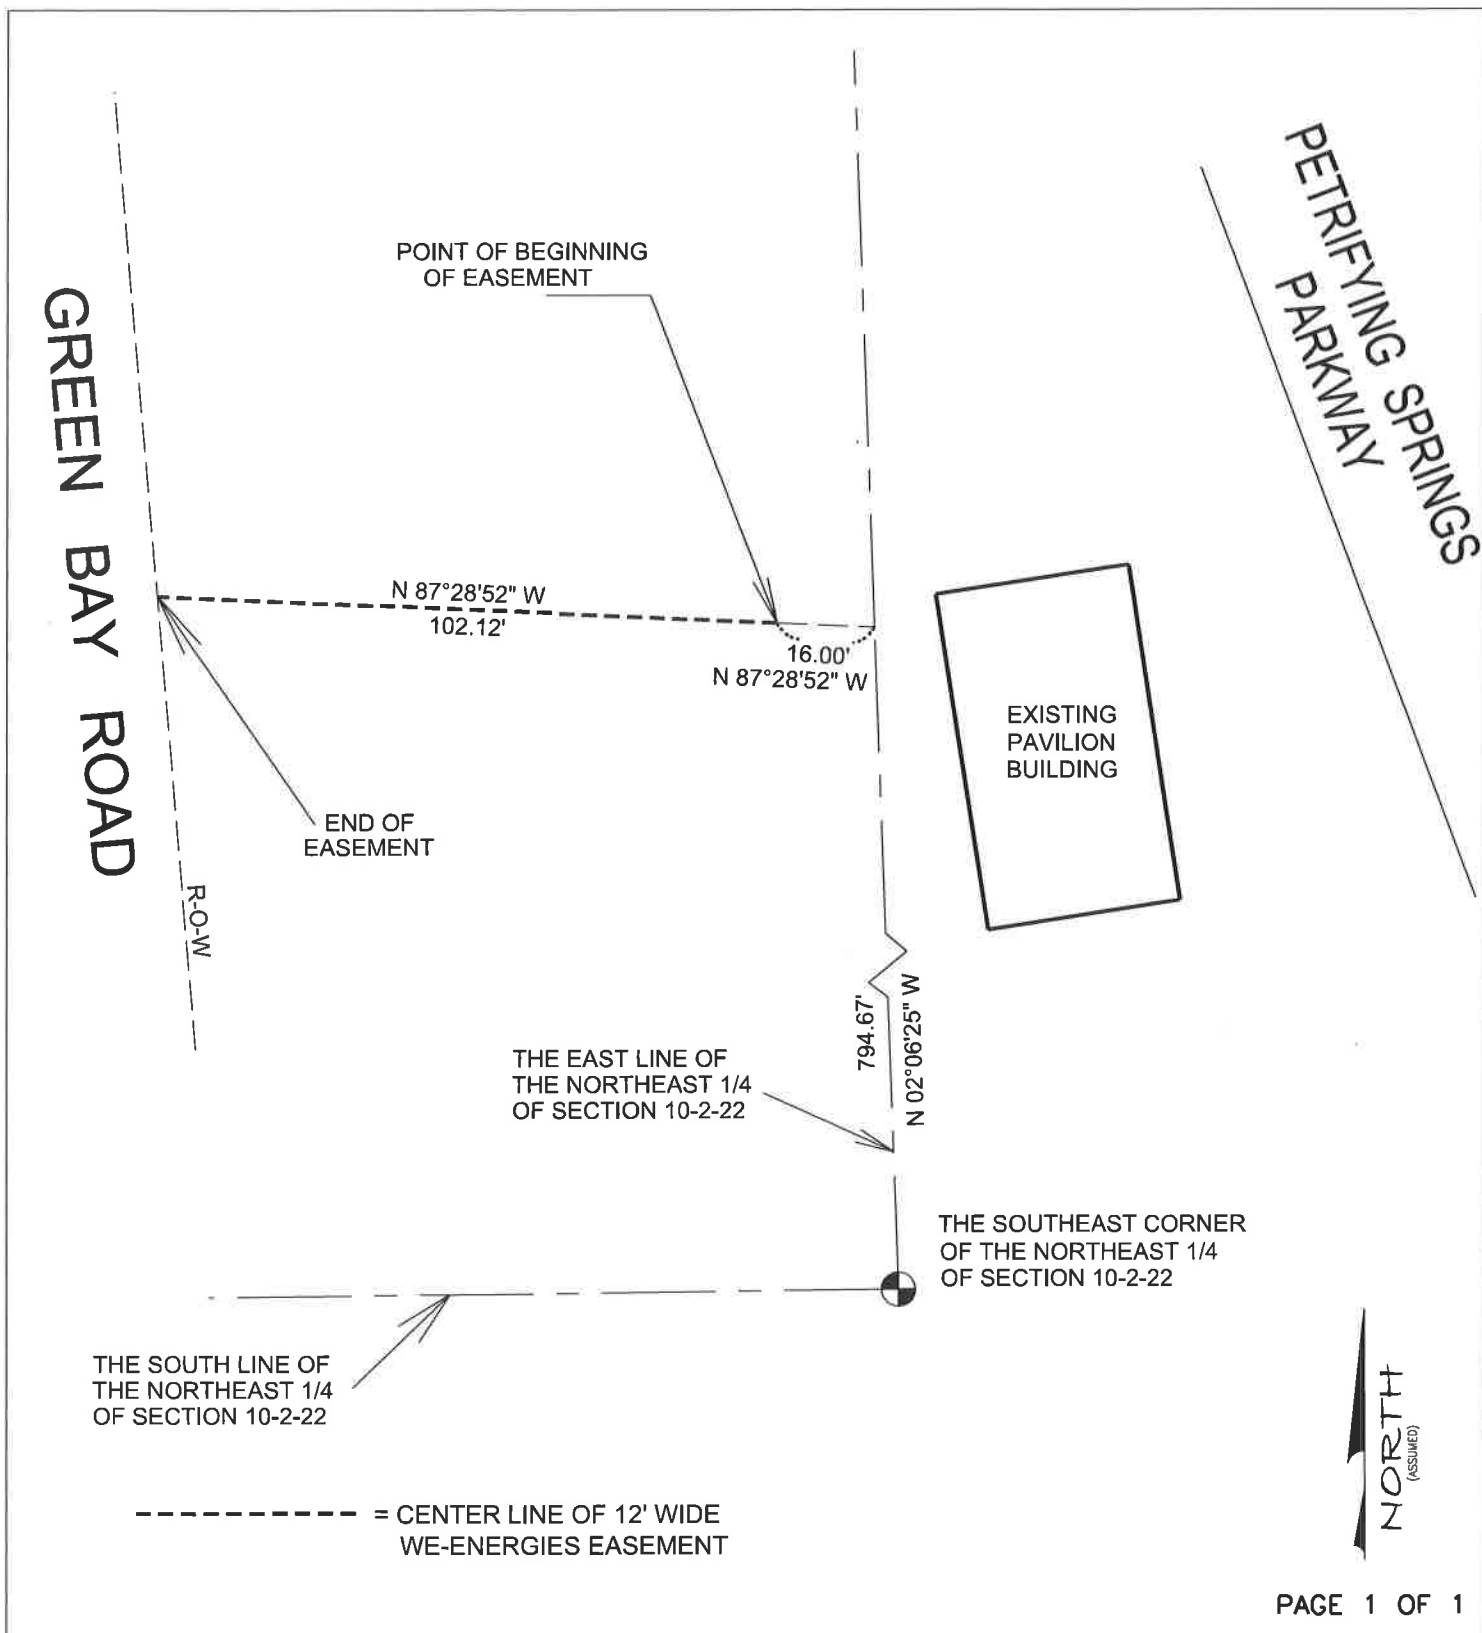 PETRIFYING SPRINGS
PARKWAY
POINT OF BEGINNING
OF EASEMENT
GREEN BAY ROAD
N 87°28'52" W
102.12'
16.00'
N 87°28'52" W
EXISTING
PAVILION
BUILDING
END OF
EASEMENT
R-O-W
794.67'
N 02°06'25" W
THE EAST LINE OF
THE NORTHEAST 1/4
OF SECTION 10-2-22
THE SOUTHEAST CORNER
OF THE NORTHEAST 1/4
OF SECTION 10-2-22
THE SOUTH LINE OF
THE NORTHEAST 1/4
OF SECTION 10-2-22
NORTH
(ASSUMED)
= CENTER LINE OF 12' WIDE
WE-ENERGIES EASEMENT
PAGE 1 OF 1